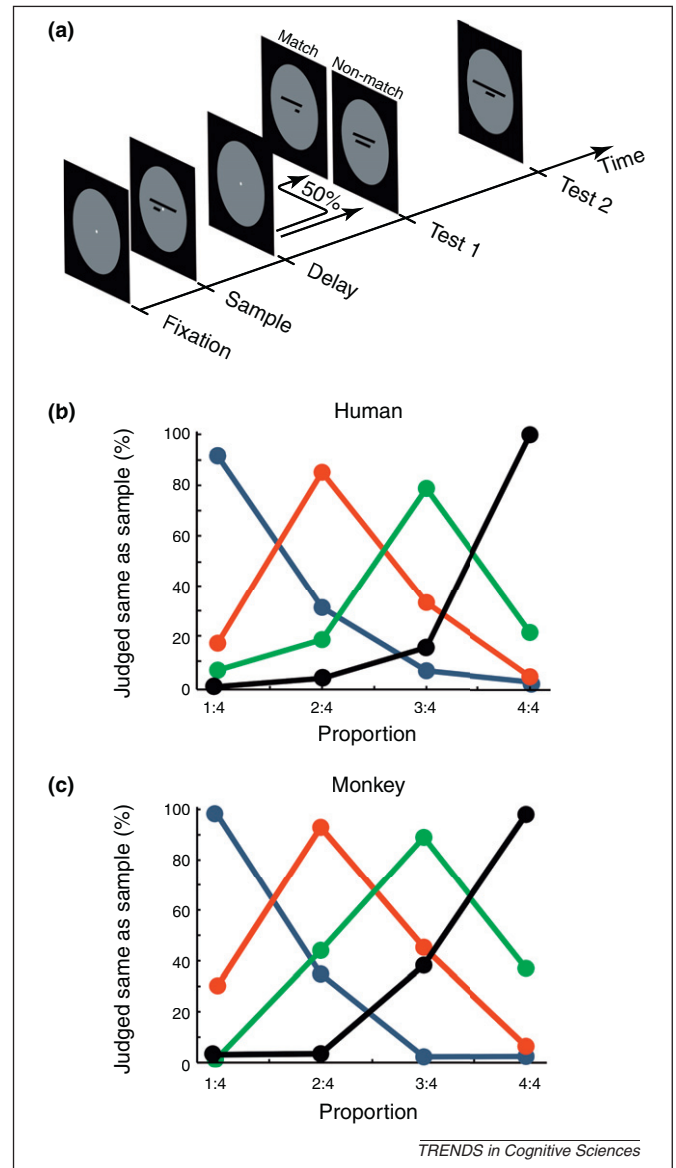 (a)
Match
Non-match
50%
Time
Test 2
Test 1
Delay
Sample
Fixation
(b)
Human
Judged same as sample (%)
100
80
60
40
20
0
1:4 2:4 3:4 4:4
Proportion
(c)
Monkey
Judged same as sample (%)
100
80
60
40
20
0
1:4 2:4 3:4 4:4
Proportion
TRENDS in Cognitive Sciences